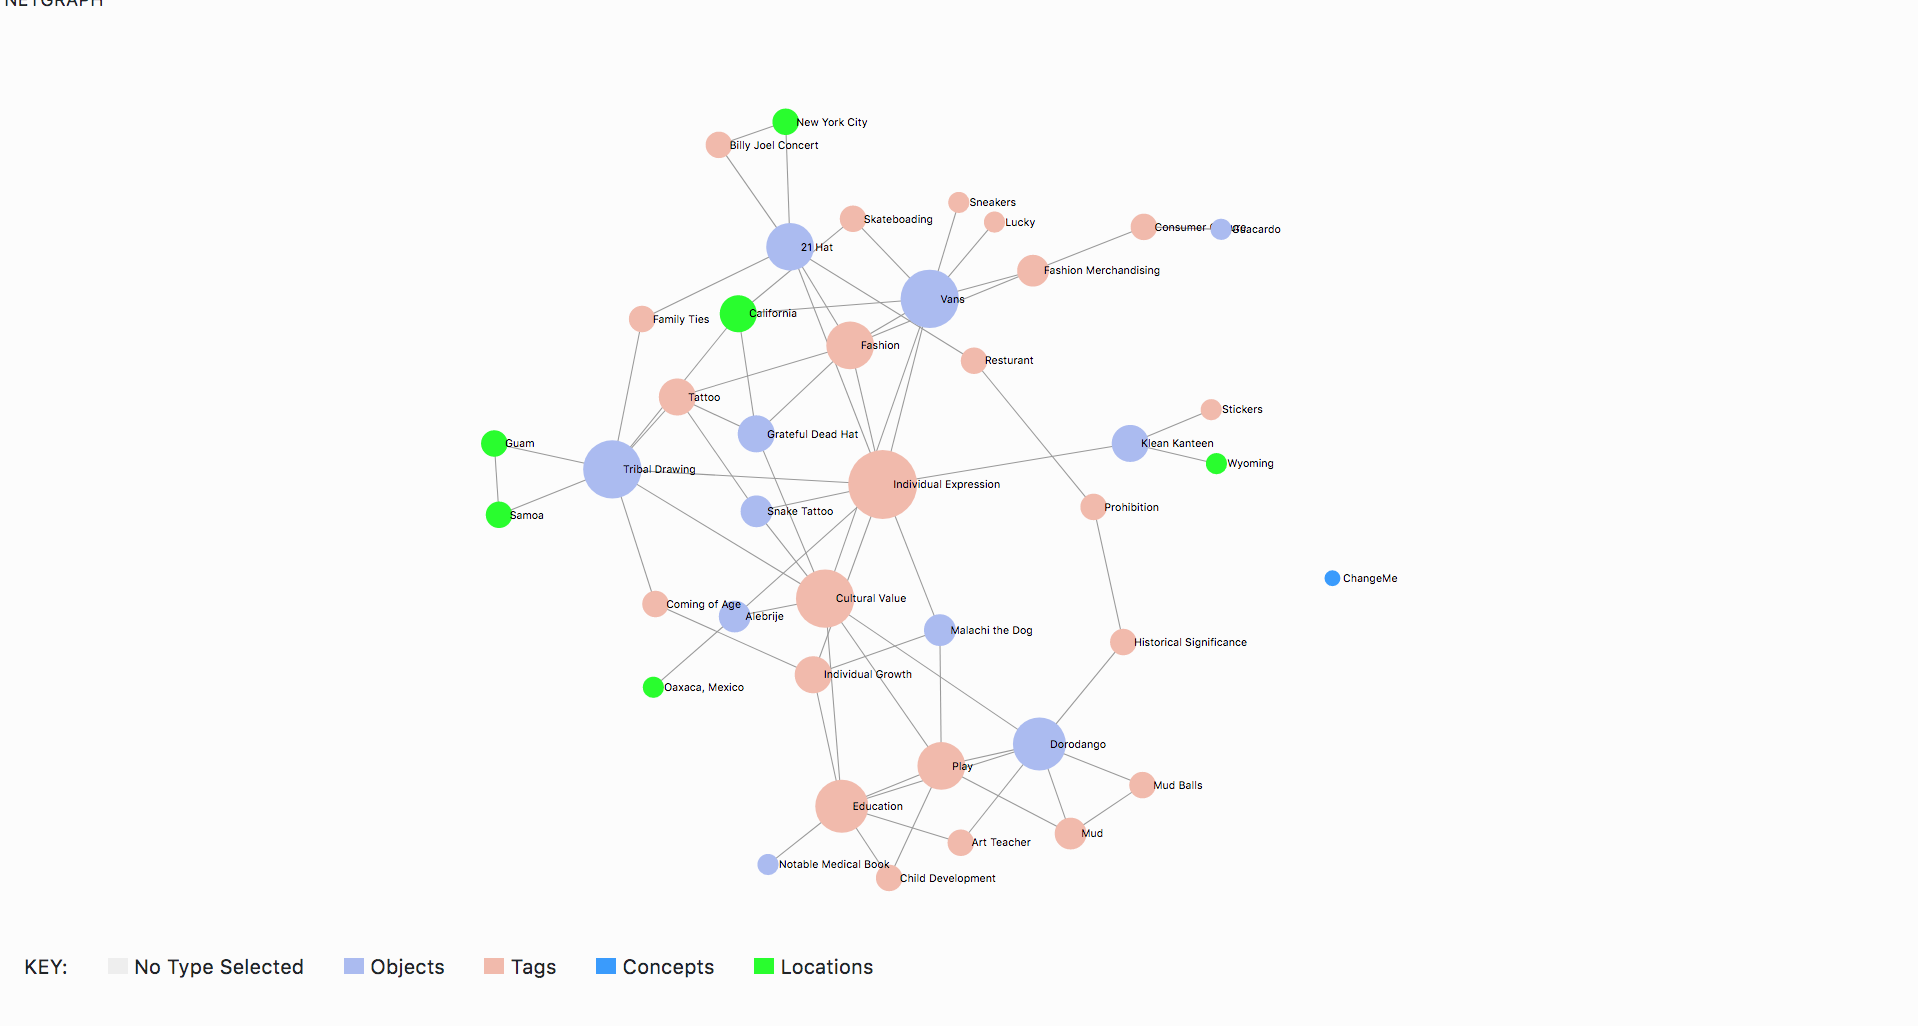 NETGRAPH
New York City
Billy Joel Concert
Sneakers
Skateboading
Lucky
Consumer
Guacardo
21 Hat
Fashion Merchandising
Vans
California
Family Ties
Fashion
Resturant
Tattoo
Stickers
Grateful Dead Hat
Guam
Klean Kanteen
Wyoming
Tribal Drawing
Individual Expression
Prohibition
Snake Tattoo
Samoa
ChangeMe
Cultural Value
Coming of Age
Alebrije
Malachi the Dog
Historical Significance
Individual Growth
Oaxaca, Mexico
Dorodango
Play
Mud Balls
Education
Mud
Art Teacher
Notable Medical Book
Child Development
KEY: No Type Selected Objects Tags Concepts Locations